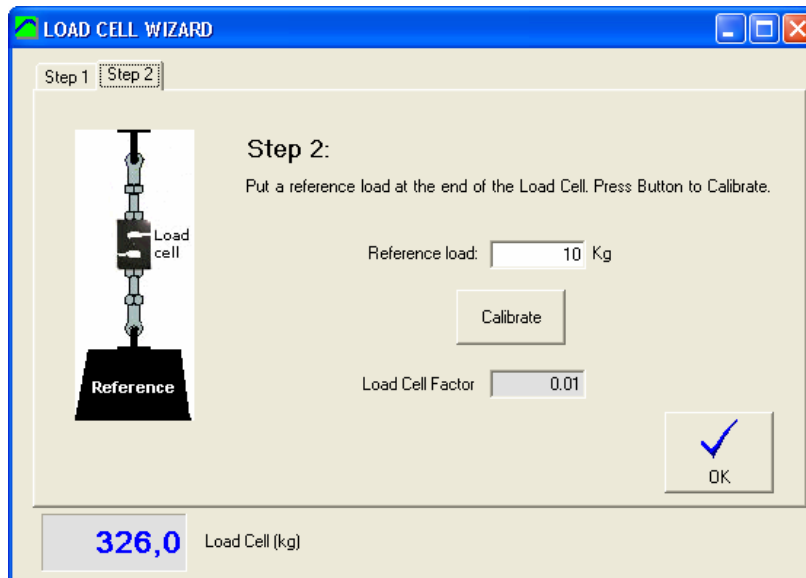 LOAD CELL WIZARD
Step 1 Step 2
Step 2:
Put a reference load at the end of the Load Cell. Press Button to Calibrate.
Load
cell
Reference load: 10 Kg
Calibrate
Reference
Load Cell Factor 0.01
OK
326,0 Load Cell (kg)